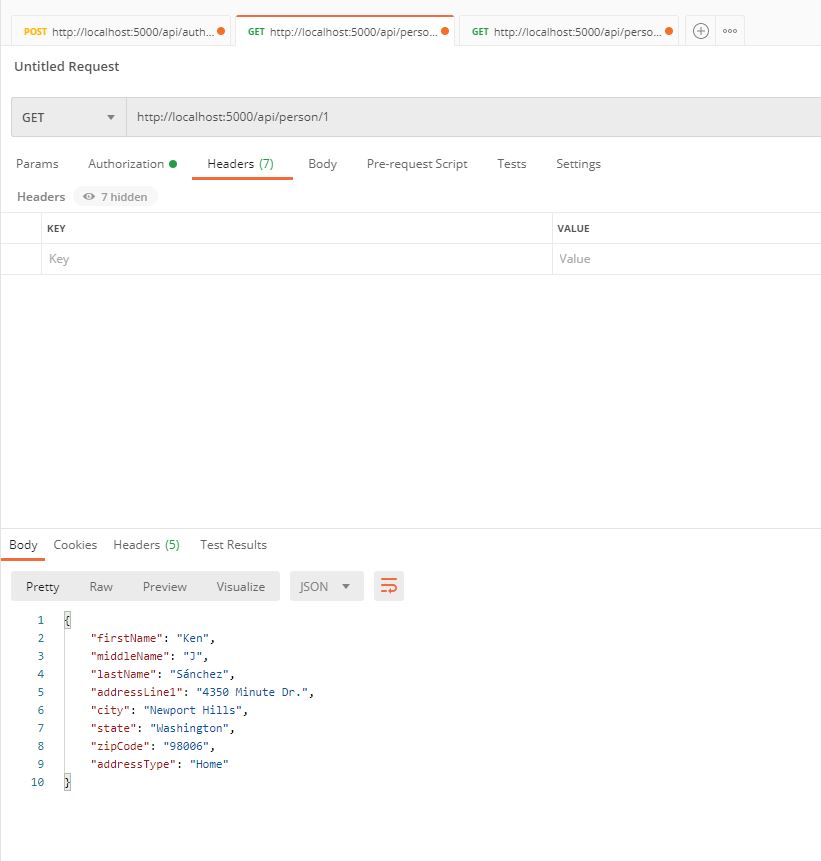 POST http://localhost:5000/api/auth... GET http://localhost:5000/api/perso... GET http://localhost:5000/api/perso...
Untitled Request
GET http://localhost:5000/api/person/1
Params Authorization Headers (7) Body Pre-request Script Tests Settings
Headers 7 hidden
KEY VALUE
Key Value
Body Cookies Headers (5) Test Results
Pretty Raw Preview Visualize JSON
1 {
2 "firstName": "Ken",
3 "middleName": "J",
4 "lastName": "Sánchez",
5 "addressLine1": "4350 Minute Dr.",
6 "city": "Newport Hills",
7 "state": "Washington",
8 "zipCode": "98006",
9 "addressType": "Home"
10 }